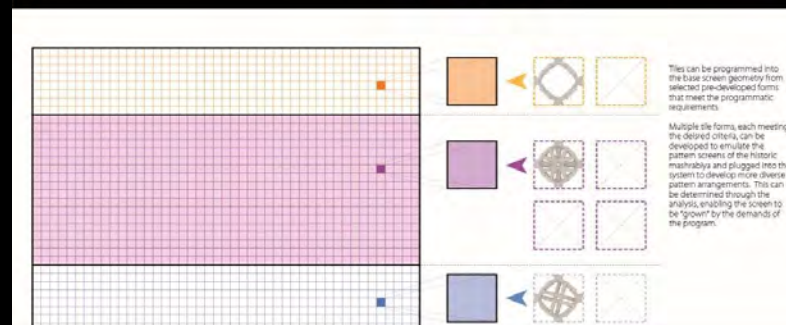 Tiles can be programmed into
the base screen geometry from
selected pre-developed forms
that meet the programmatic
requirements
Multiple tile forms, each meeting
the desired criteria, can be
developed to emulate the
pattern screens of the historic
mashrabiya and plugged into th
system to develop more diverse
pattern arrangements. This can
be determined through the
analysis, enabling the screen to
be "grown" by the demands of
the program.